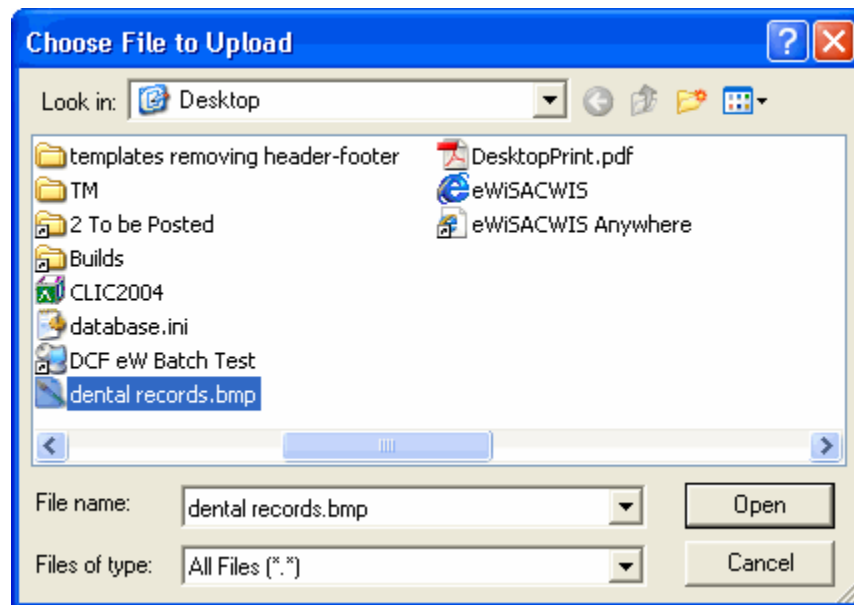 Choose File to Upload
Look in: Desktop
templates removing header-footer
TM
2 To be Posted
Builds
CLIC2004
database.ini
DCF eW Batch Test
dental records.bmp
DesktopPrint.pdf
eWiSACWIS
eWiSACWIS Anywhere
File name: dental records.bmp Open
Files of type: All Files (*.*) Cancel